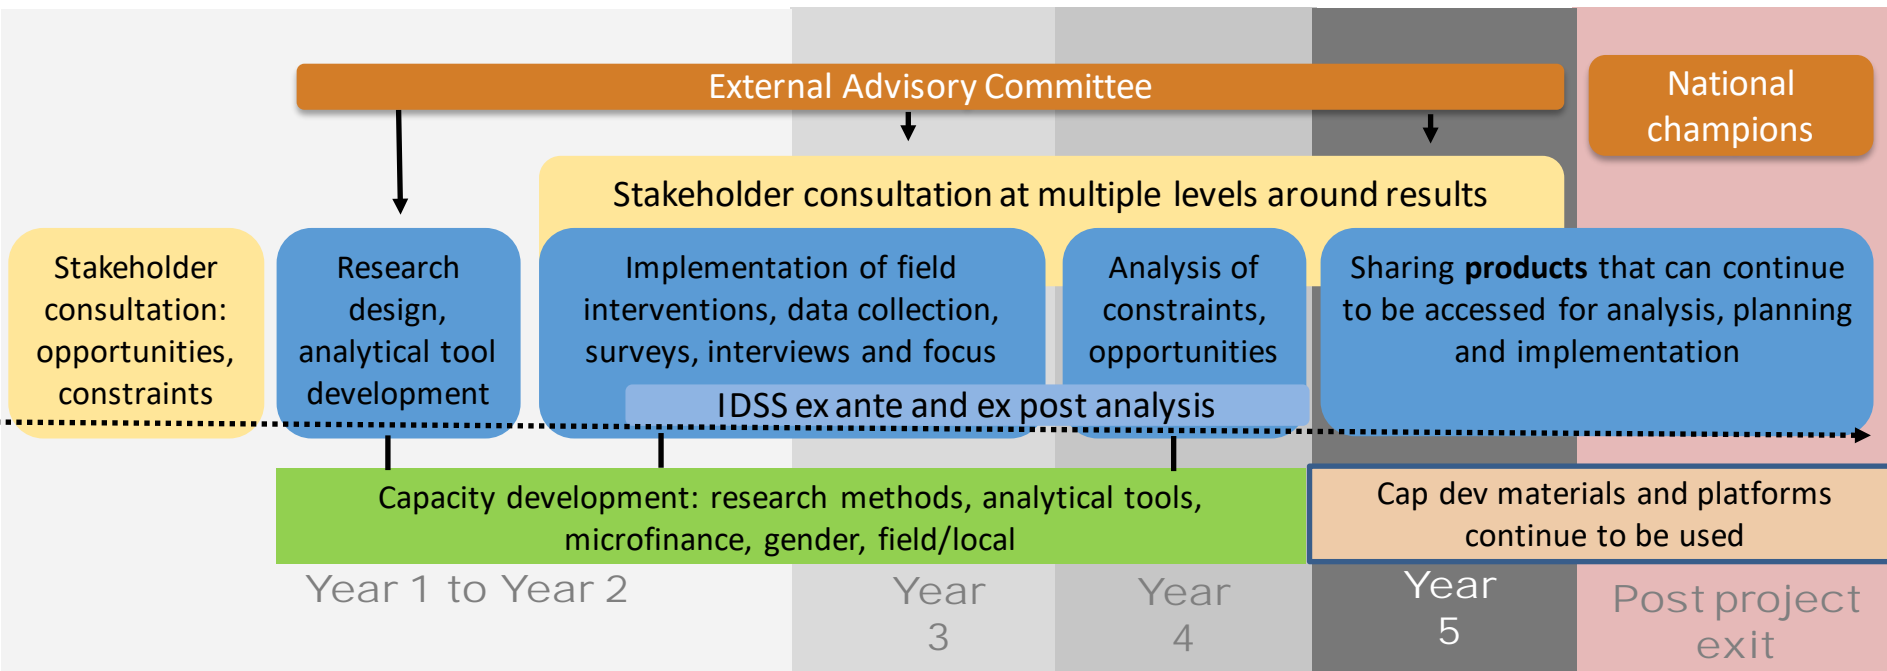 External Advisory Committee
National
champions
Stakeholder consultation at multiple levels around results
Stakeholder
consultation:
opportunities,
constraints
Research
design,
analytical tool
development
Implementation of field
interventions, data collection,
surveys, interviews and focus
Analysis of
constraints,
opportunities
Sharing products that can continue
to be accessed for analysis, planning
and implementation
IDSS ex ante and ex post analysis
Capacity development: research methods, analytical tools,
microfinance, gender, field/local
Cap dev materials and platforms
continue to be used
Year 1 to Year 2
Year
3
Year
4
Year
5
Post project
exit